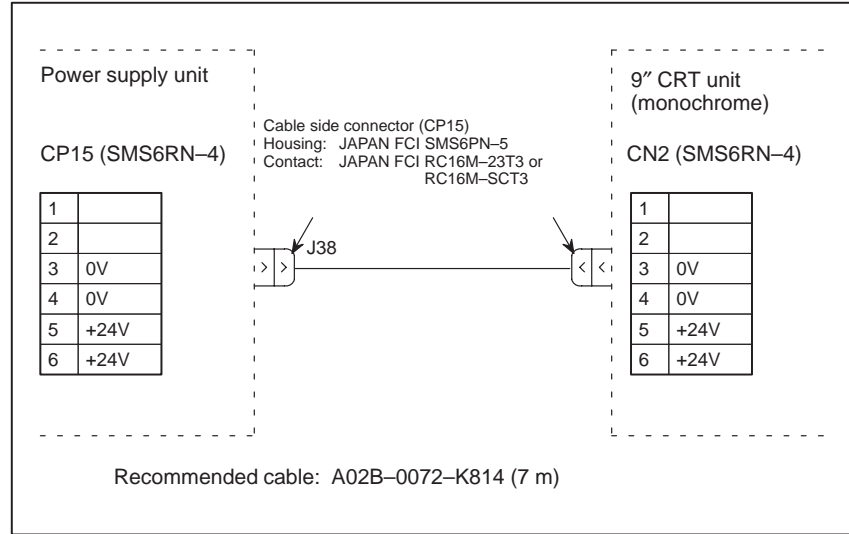 Power supply unit
CP15 (SMS6RN–4)
1
2
3 0V
4 0V
5 +24V
6 +24V
Cable side connector (CP15)
Housing: JAPAN FCI SMS6PN–5
Contact: JAPAN FCI RC16M–23T3 or
RC16M–SCT3
J38
9″ CRT unit
(monochrome)
CN2 (SMS6RN–4)
1
2
3 0V
4 0V
5 +24V
6 +24V
Recommended cable: A02B–0072–K814 (7 m)